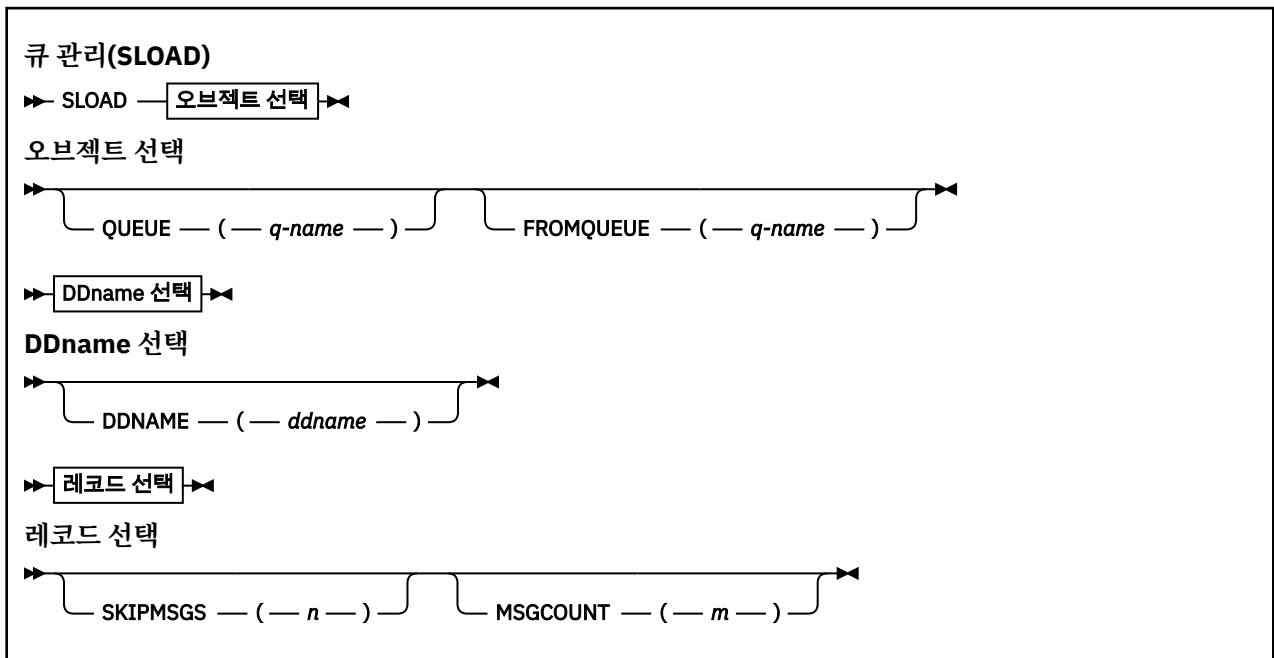 큐 관리(SLOAD)
SLOAD 오브젝트 선택
오브젝트 선택
QUEUE ( q-name ) FROMQUEUE ( q-name )
DDname 선택
DDname 선택
DDNAME ( ddname )
레코드 선택
레코드 선택
SKIPMSGS ( n ) MSGCOUNT ( m )